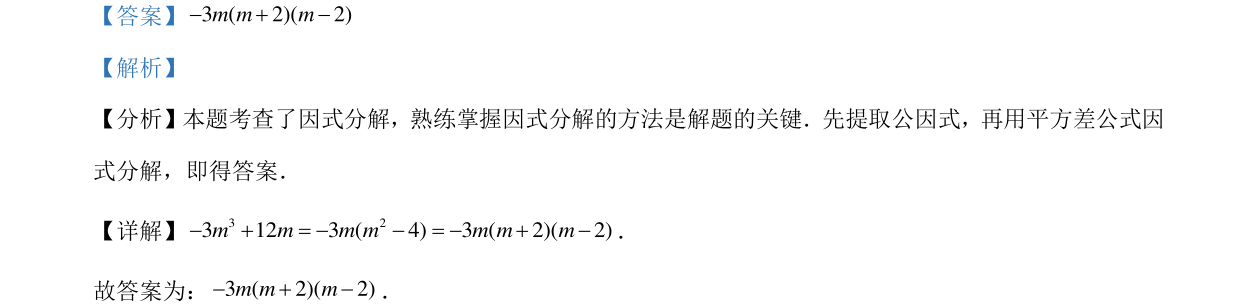 【答案】$-3m(m+2)(m-2)$
【解析】
【分析】本题考查了因式分解，熟练掌握因式分解的方法是解题的关键．先提取公因式，再用平方差公式因
式分解，即得答案．
【详解】$-3m^3+12m=-3m(m^2-4)=-3m(m+2)(m-2)$．
故答案为：$-3m(m+2)(m-2)$．